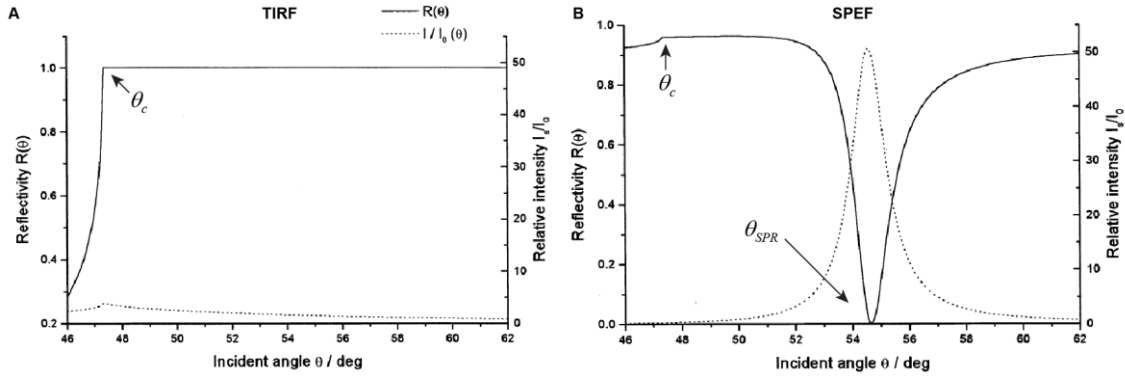 A
TIRF
R(θ)
I / I₀ (θ)
θc
1.0
0.8
0.6
0.4
0.2
Reflectivity R(θ)
50
40
30
20
10
0
Relative intensity Iₛ/I₀
46 48 50 52 54 56 58 60 62
Incident angle θ / deg
B
SPEF
θc
θSPR
1.0
0.8
0.6
0.4
0.2
0.0
Reflectivity R(θ)
50
40
30
20
10
0
Relative intensity Iₛ/I₀
46 48 50 52 54 56 58 60 62
Incident angle θ / deg